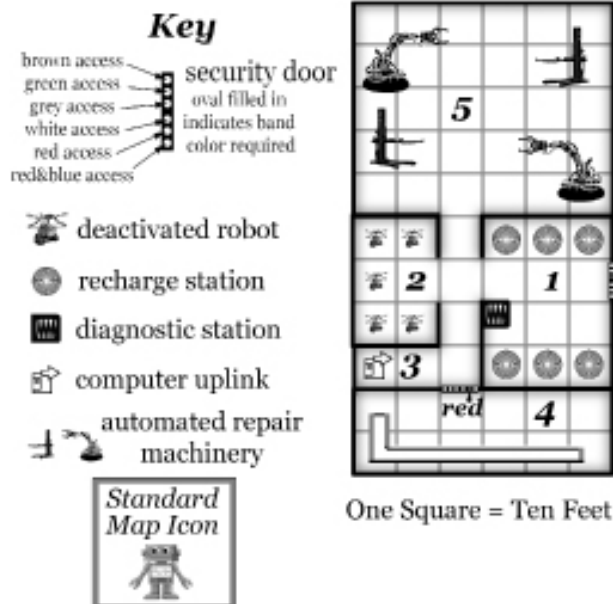 Key
brown access
green access
grey access
white access
red access
red&blue access
security door
oval filled in
indicates band
color required
deactivated robot
recharge station
diagnostic station
computer uplink
automated repair
machinery
Standard
Map Icon
5
2
1
3
red
4
One Square = Ten Feet